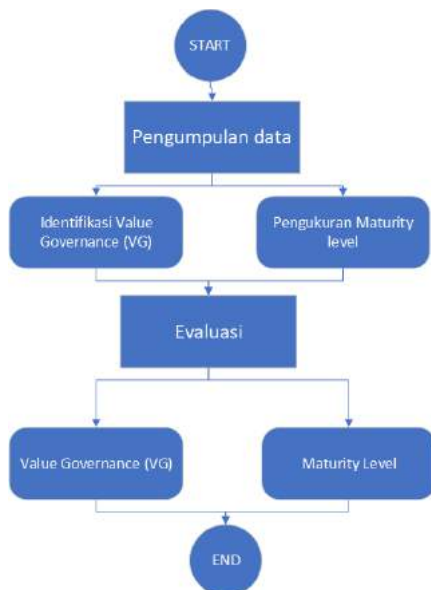 START
Pengumpulan data
Identifikasi Value
Governance (VG)
Pengukuran Maturity
level
Evaluasi
Value Governance (VG)
Maturity Level
END